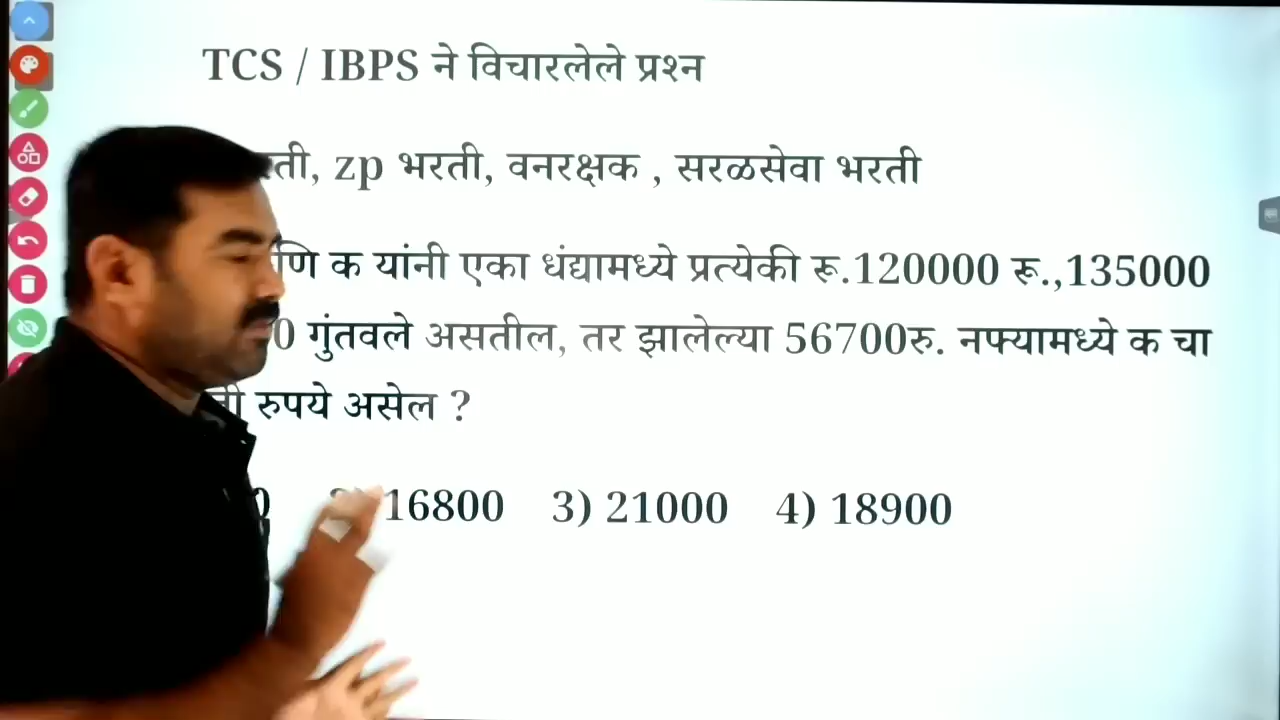 TCS / IBPS ने विचारलेले प्रश्न
zp भरती, वनरक्षक , सरळसेवा भरती
क यांनी एका धंद्यामध्ये प्रत्येकी रू.120000 रू.,135000
गुंतवले असतील, तर झालेल्या 56700रु. नफ्यामध्ये क चा
रुपये असेल ?
16800 3) 21000 4) 18900